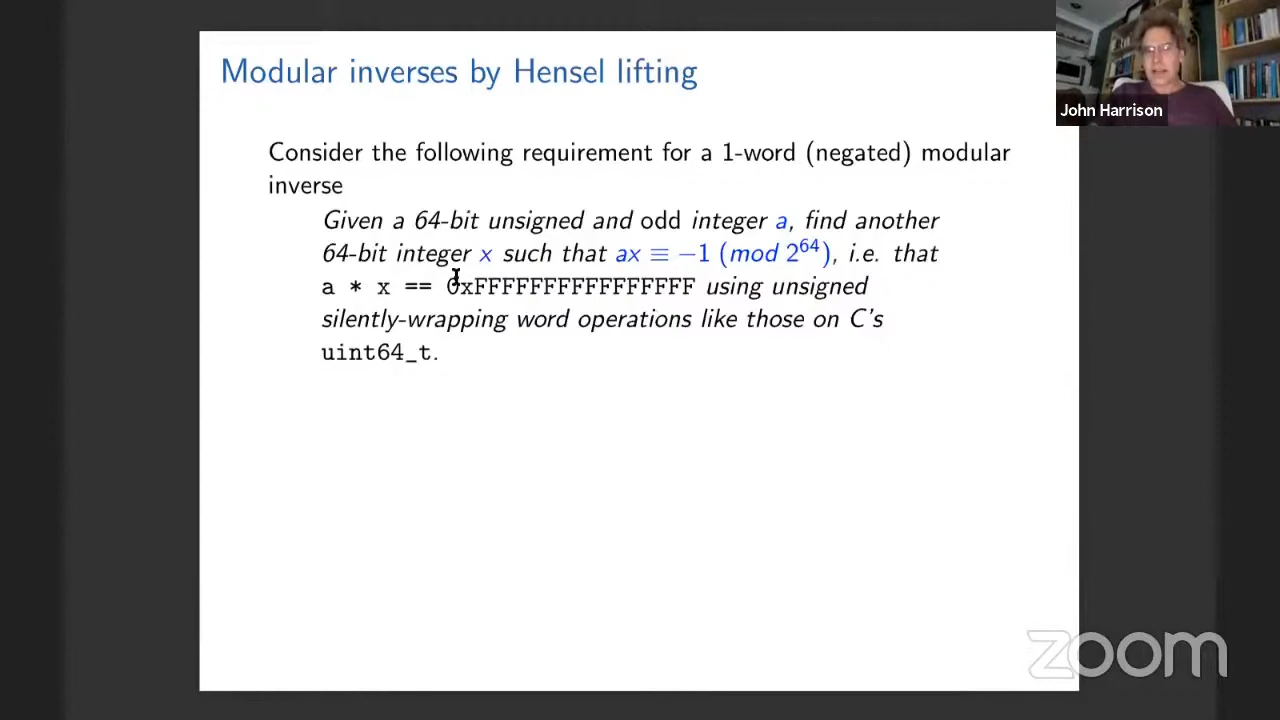 Modular inverses by Hensel lifting
John Harrison
Consider the following requirement for a 1-word (negated) modular
inverse
Given a 64-bit unsigned and odd integer a, find another
64-bit integer x such that ax ≡ −1 (mod 2^64), i.e. that
a * x == 0xFFFFFFFFFFFFFFFF using unsigned
silently-wrapping word operations like those on C's
uint64_t.
zoom